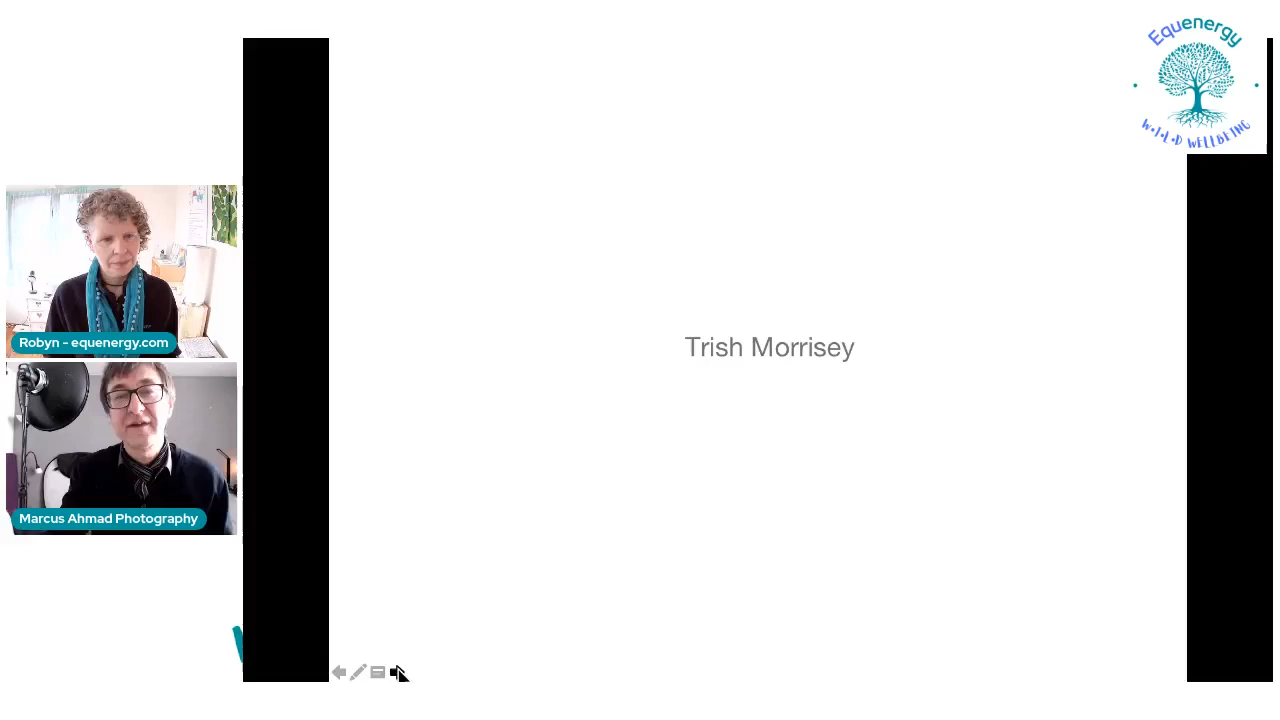 Equenergy
W·I·L·D WELLBEING
Robyn - equenergy.com
Trish Morrisey
Marcus Ahmad Photography